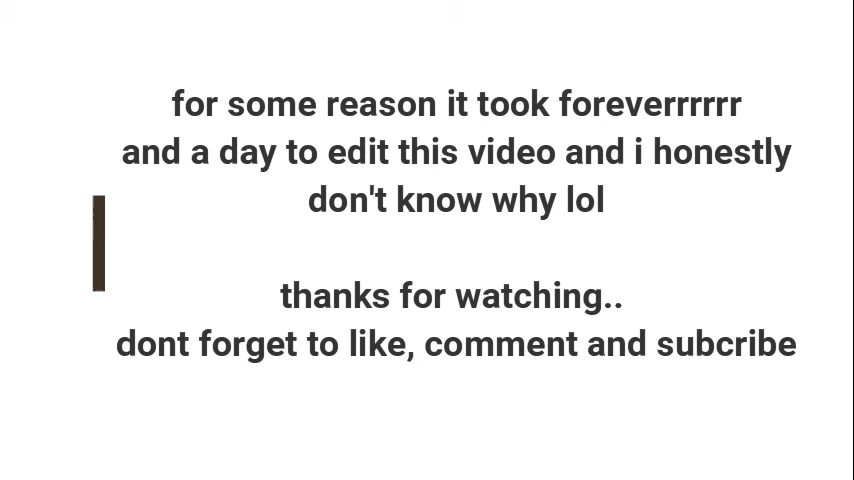 for some reason it took foreverrrrrr
and a day to edit this video and i honestly
don't know why lol
thanks for watching..
dont forget to like, comment and subcribe